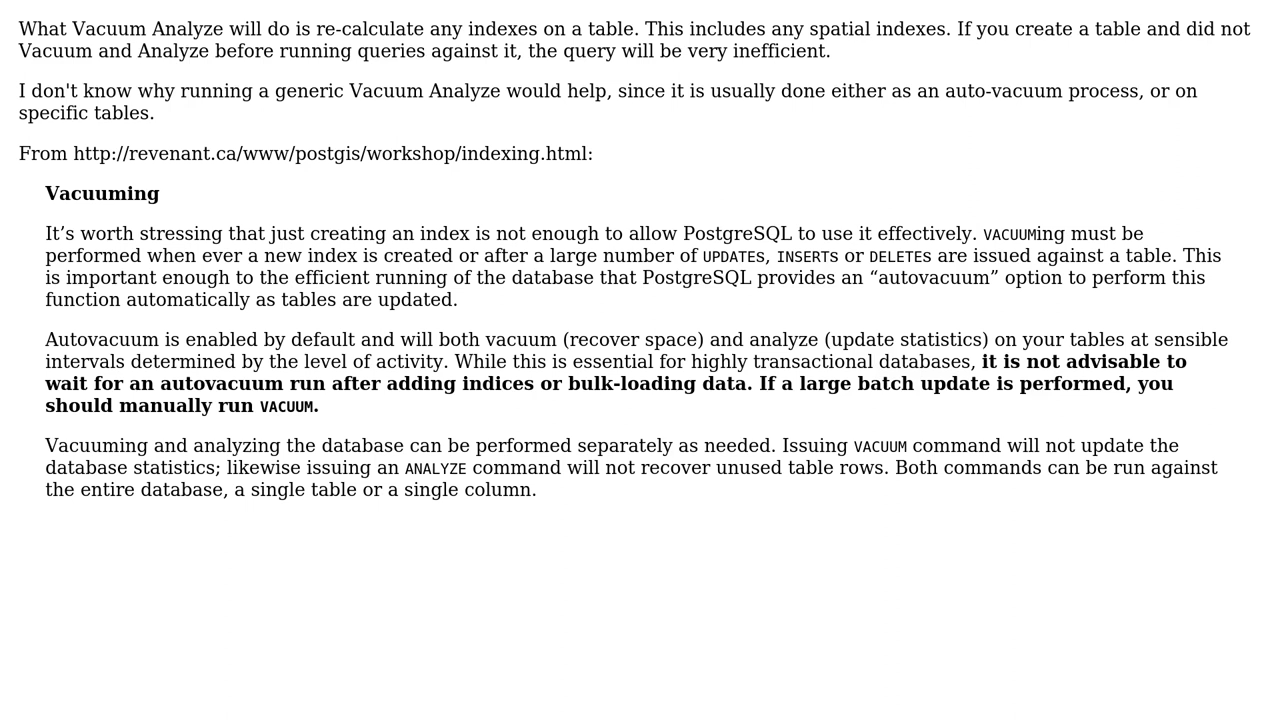 What Vacuum Analyze will do is re-calculate any indexes on a table. This includes any spatial indexes. If you create a table and did not
Vacuum and Analyze before running queries against it, the query will be very inefficient.
I don't know why running a generic Vacuum Analyze would help, since it is usually done either as an auto-vacuum process, or on
specific tables.
From http://revenant.ca/www/postgis/workshop/indexing.html:
Vacuuming
It’s worth stressing that just creating an index is not enough to allow PostgreSQL to use it effectively. VACUUMing must be
performed when ever a new index is created or after a large number of UPDATEs, INSERTs or DELETEs are issued against a table. This
is important enough to the efficient running of the database that PostgreSQL provides an “autovacuum” option to perform this
function automatically as tables are updated.
Autovacuum is enabled by default and will both vacuum (recover space) and analyze (update statistics) on your tables at sensible
intervals determined by the level of activity. While this is essential for highly transactional databases, it is not advisable to
wait for an autovacuum run after adding indices or bulk-loading data. If a large batch update is performed, you
should manually run VACUUM.
Vacuuming and analyzing the database can be performed separately as needed. Issuing VACUUM command will not update the
database statistics; likewise issuing an ANALYZE command will not recover unused table rows. Both commands can be run against
the entire database, a single table or a single column.